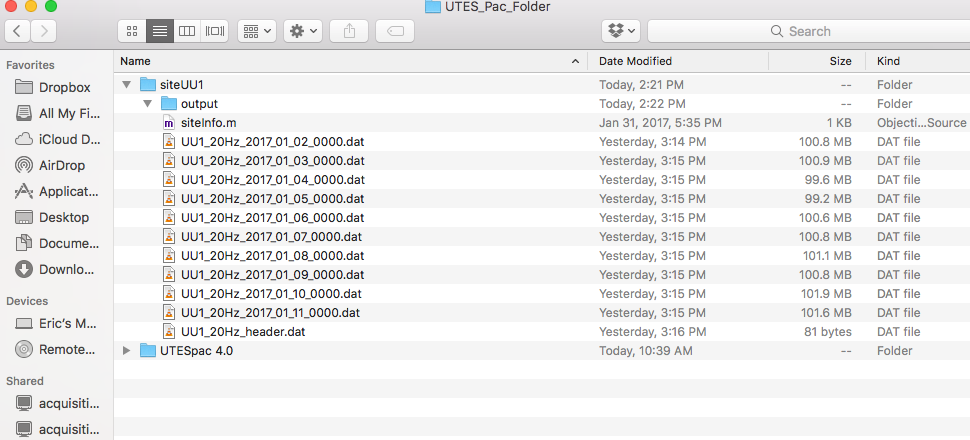 UTES_Pac_Folder
Search
Favorites
Dropbox
All My Fi...
iCloud D...
AirDrop
Applicat...
Desktop
Docume...
Downlo...
Devices
Eric's M...
Remote...
Shared
acquisiti...
acquisiti...
Name Date Modified Size Kind
siteUU1 Today, 2:21 PM -- Folder
output Today, 2:22 PM -- Folder
siteInfo.m Jan 31, 2017, 5:35 PM 1 KB Objecti...Source
UU1_20Hz_2017_01_02_0000.dat Yesterday, 3:14 PM 100.8 MB DAT file
UU1_20Hz_2017_01_03_0000.dat Yesterday, 3:15 PM 100.9 MB DAT file
UU1_20Hz_2017_01_04_0000.dat Yesterday, 3:15 PM 99.6 MB DAT file
UU1_20Hz_2017_01_05_0000.dat Yesterday, 3:15 PM 99.2 MB DAT file
UU1_20Hz_2017_01_06_0000.dat Yesterday, 3:15 PM 100.6 MB DAT file
UU1_20Hz_2017_01_07_0000.dat Yesterday, 3:15 PM 100.8 MB DAT file
UU1_20Hz_2017_01_08_0000.dat Yesterday, 3:15 PM 101.1 MB DAT file
UU1_20Hz_2017_01_09_0000.dat Yesterday, 3:15 PM 100.8 MB DAT file
UU1_20Hz_2017_01_10_0000.dat Yesterday, 3:15 PM 101.9 MB DAT file
UU1_20Hz_2017_01_11_0000.dat Yesterday, 3:15 PM 101.6 MB DAT file
UU1_20Hz_header.dat Yesterday, 3:16 PM 81 bytes DAT file
UTESpac 4.0 Today, 10:39 AM -- Folder